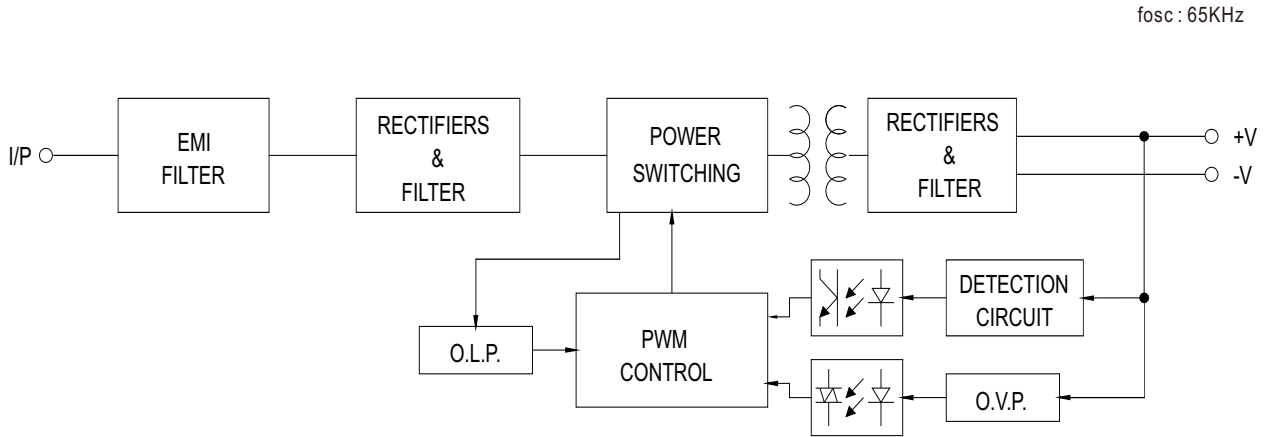 fosc : 65KHz
I/P
EMI
FILTER
RECTIFIERS
&
FILTER
POWER
SWITCHING
RECTIFIERS
&
FILTER
+V
-V
O.L.P.
PWM
CONTROL
DETECTION
CIRCUIT
O.V.P.